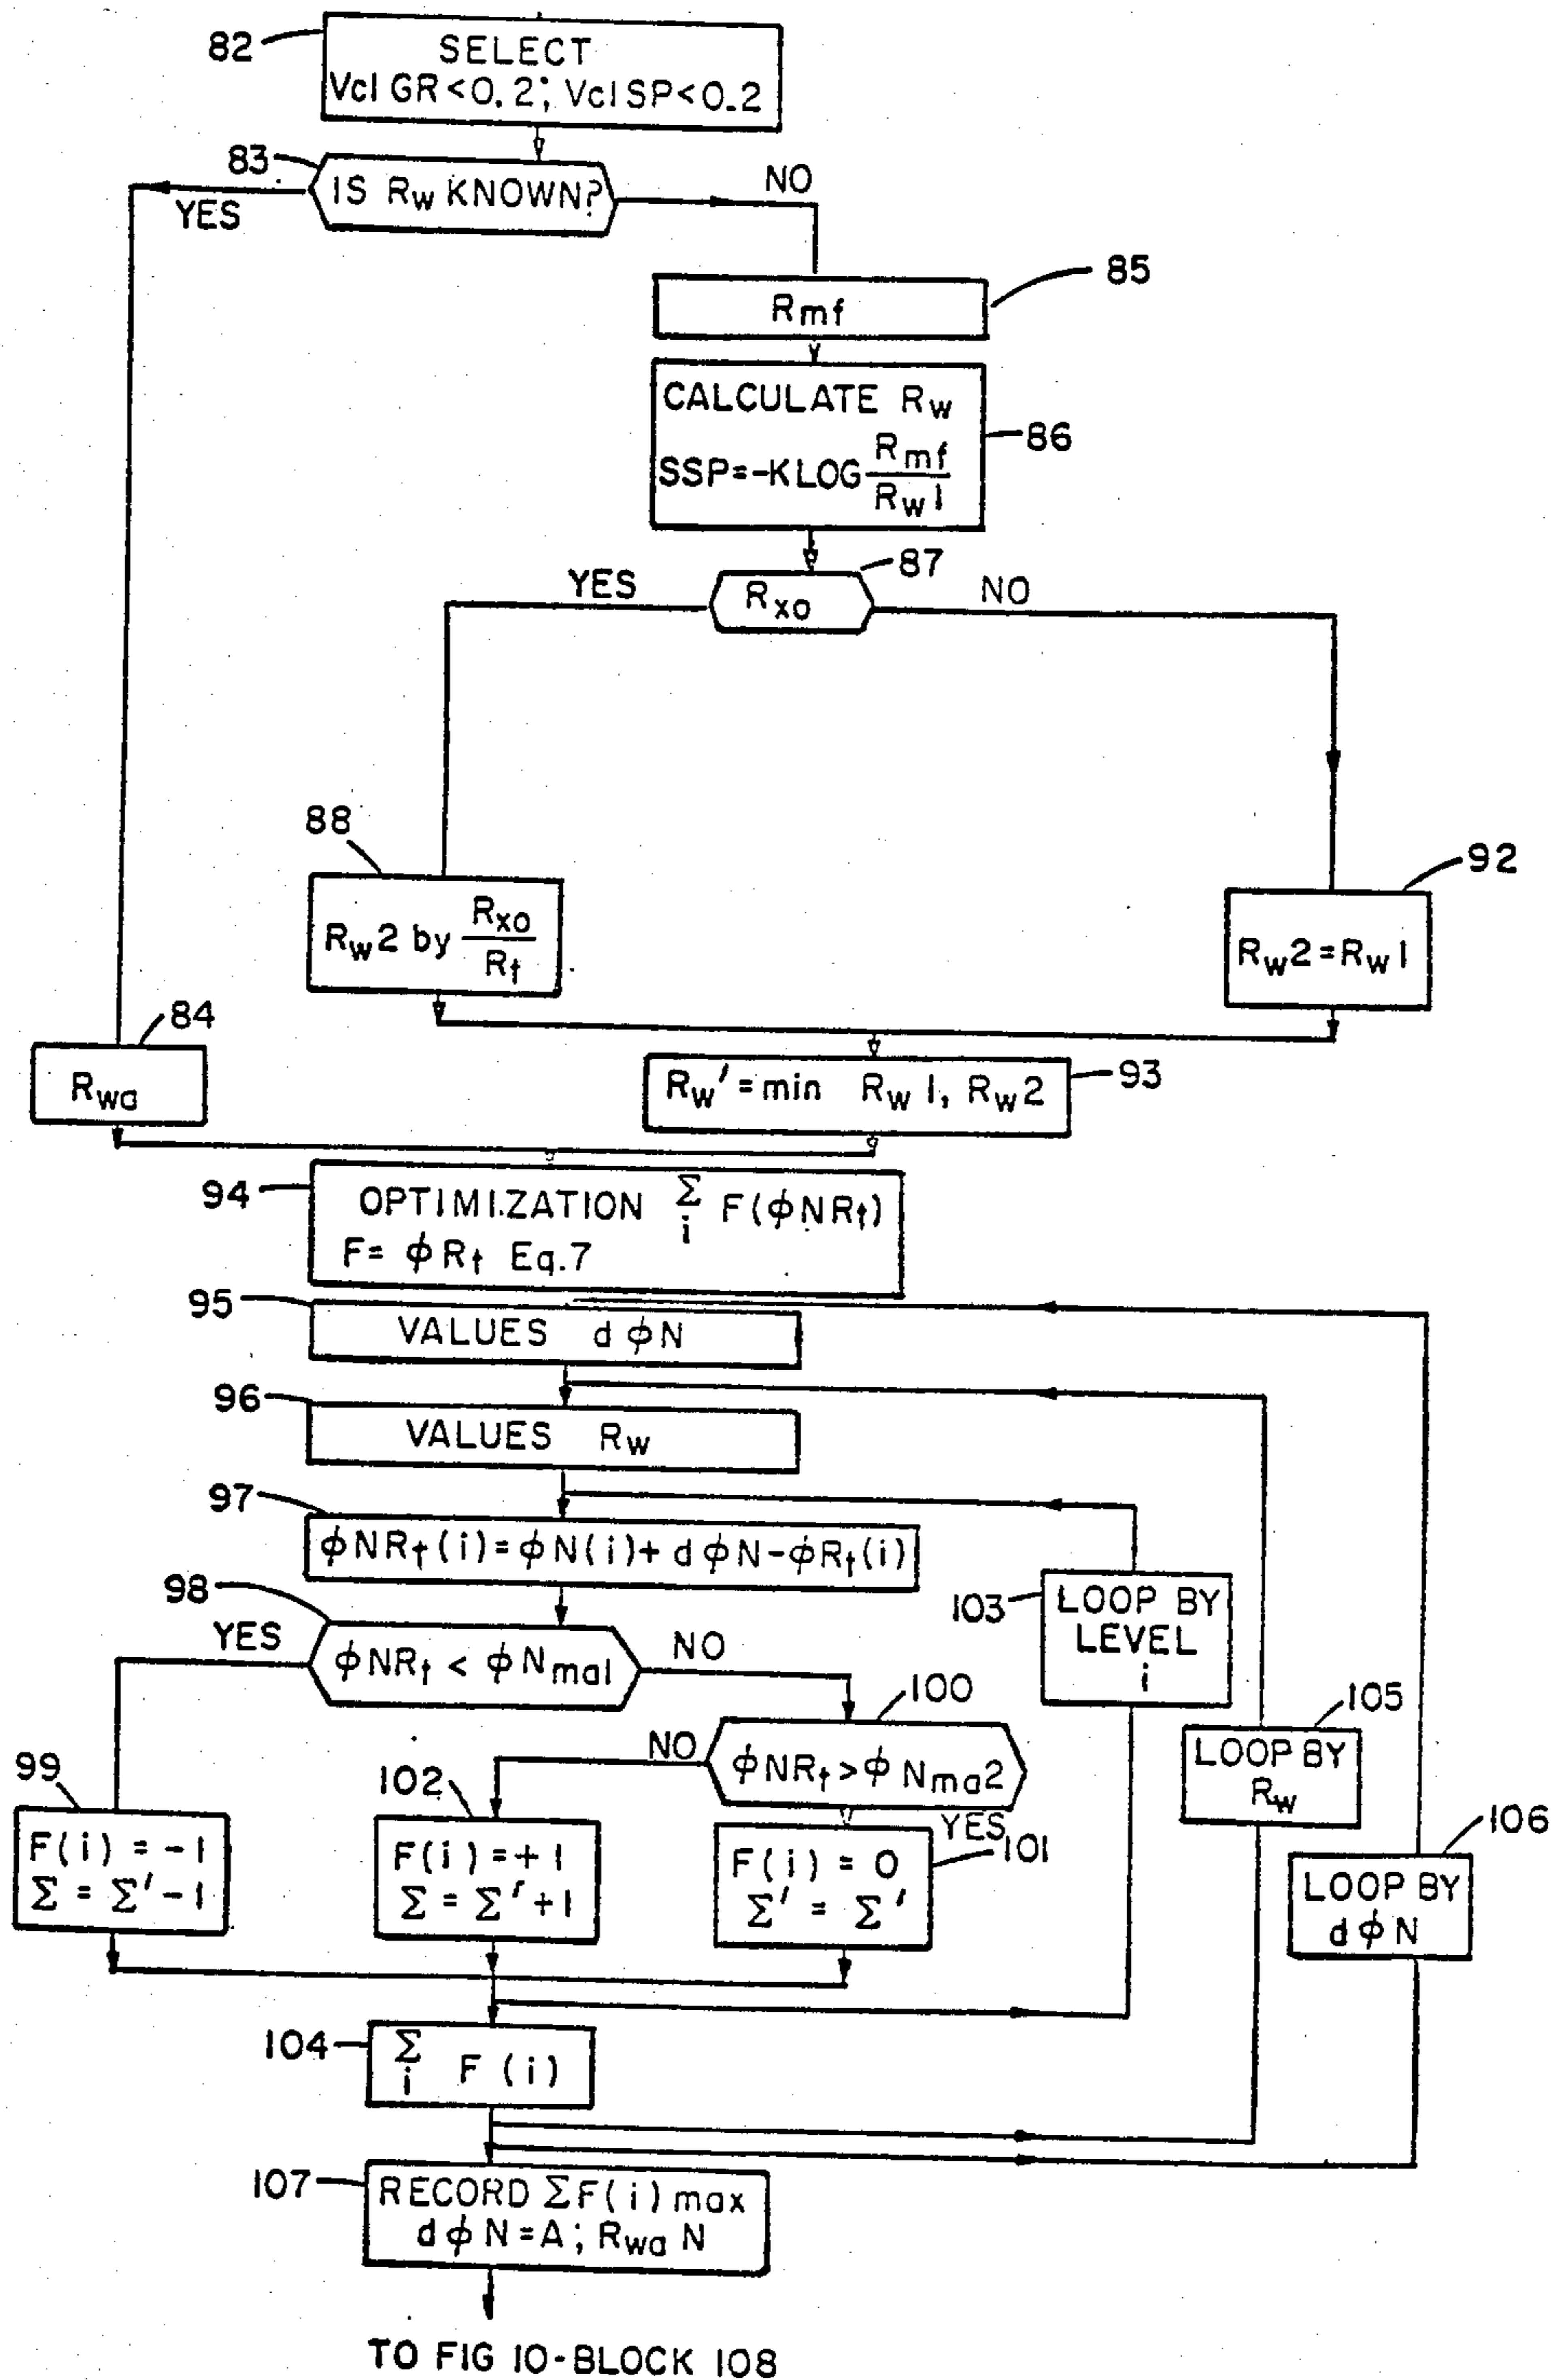 82
SELECT
Vcl GR<0.2; Vcl SP<0.2
83
IS Rw KNOWN?
YES
NO
85
Rmf
CALCULATE Rw
SSP=-KLOG Rmf/Rw1
86
87
YES
Rxo
NO
88
Rw2 by Rxo/Rt
92
Rw2=Rw1
84
Rwa
Rw'=min Rw1, Rw2
93
94
OPTIMIZATION Σi F(ϕNRt)
F= ϕRt Eq.7
95
VALUES dϕN
96
VALUES Rw
97
ϕNRt(i)=ϕN(i)+dϕN-ϕRt(i)
98
YES
ϕNRt < ϕNma1
NO
103
LOOP BY
LEVEL
i
100
NO
ϕNRt>ϕNma2
YES
105
LOOP BY
Rw
99
F(i)=-1
Σ=Σ'-1
102
F(i)=+1
Σ=Σ'+1
101
F(i)=0
Σ'=Σ'
106
LOOP BY
dϕN
104
Σi F(i)
107
RECORD ΣF(i)max
dϕN=A; RwaN
TO FIG 10-BLOCK 108